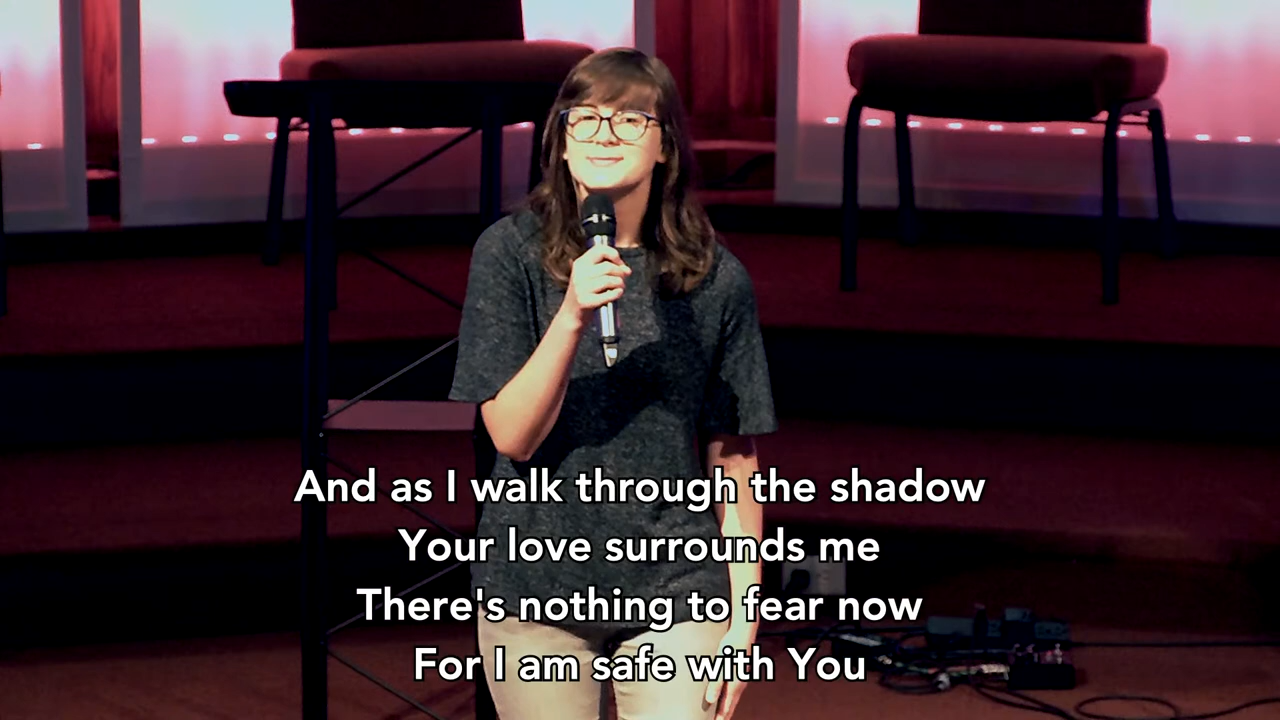 And as I walk through the shadow
Your love surrounds me
There's nothing to fear now
For I am safe with You